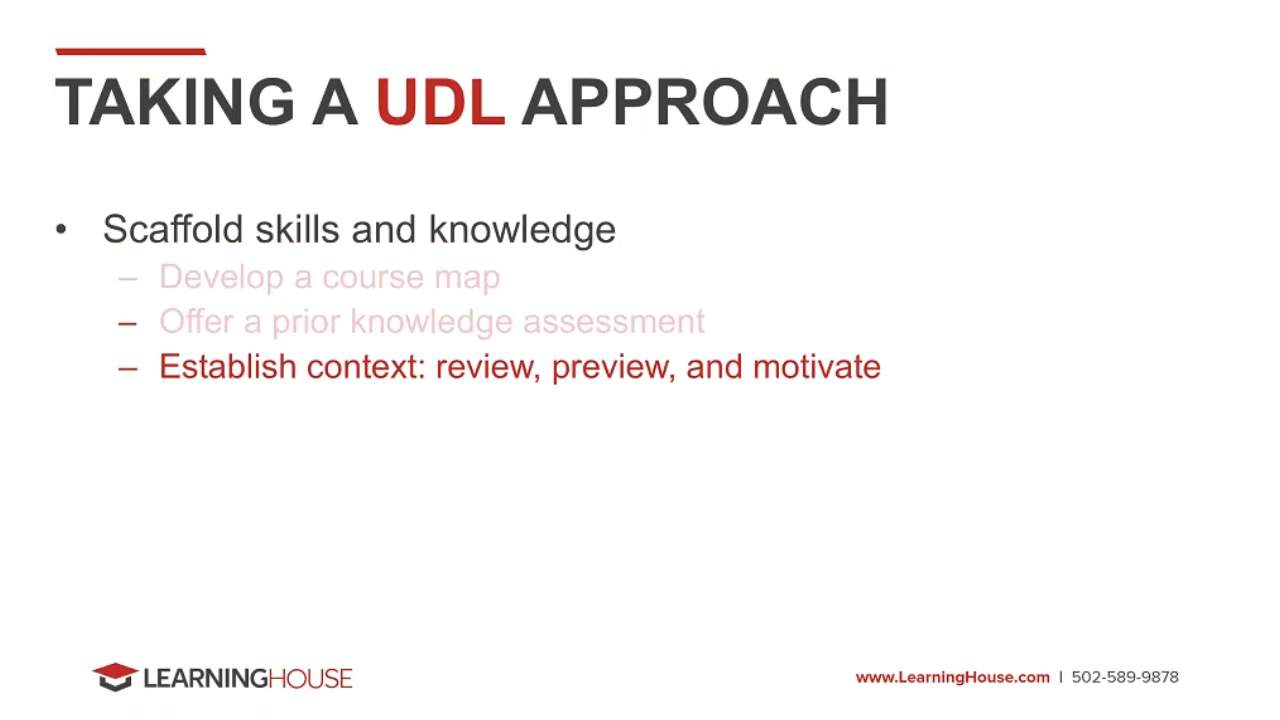 TAKING A UDL APPROACH
• Scaffold skills and knowledge
– Develop a course map
– Offer a prior knowledge assessment
– Establish context: review, preview, and motivate
LEARNINGHOUSE
www.LearningHouse.com | 502-589-9878